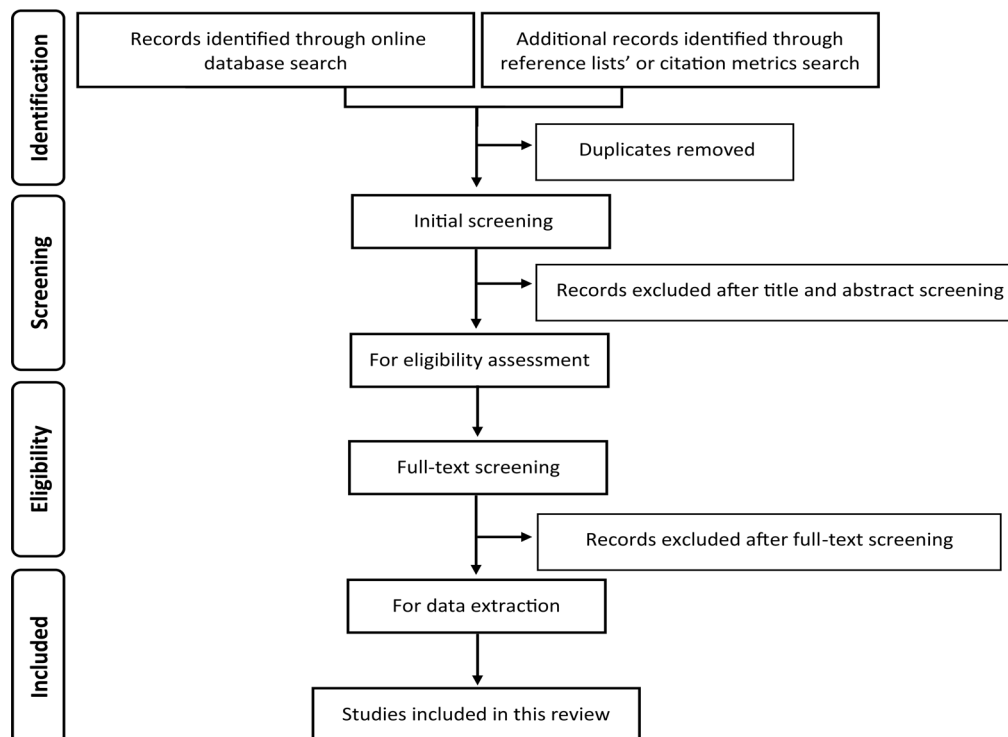 Identification
Records identified through online
database search
Additional records identified through
reference lists’ or citation metrics search
Duplicates removed
Screening
Initial screening
Records excluded after title and abstract screening
For eligibility assessment
Eligibility
Full-text screening
Records excluded after full-text screening
Included
For data extraction
Studies included in this review